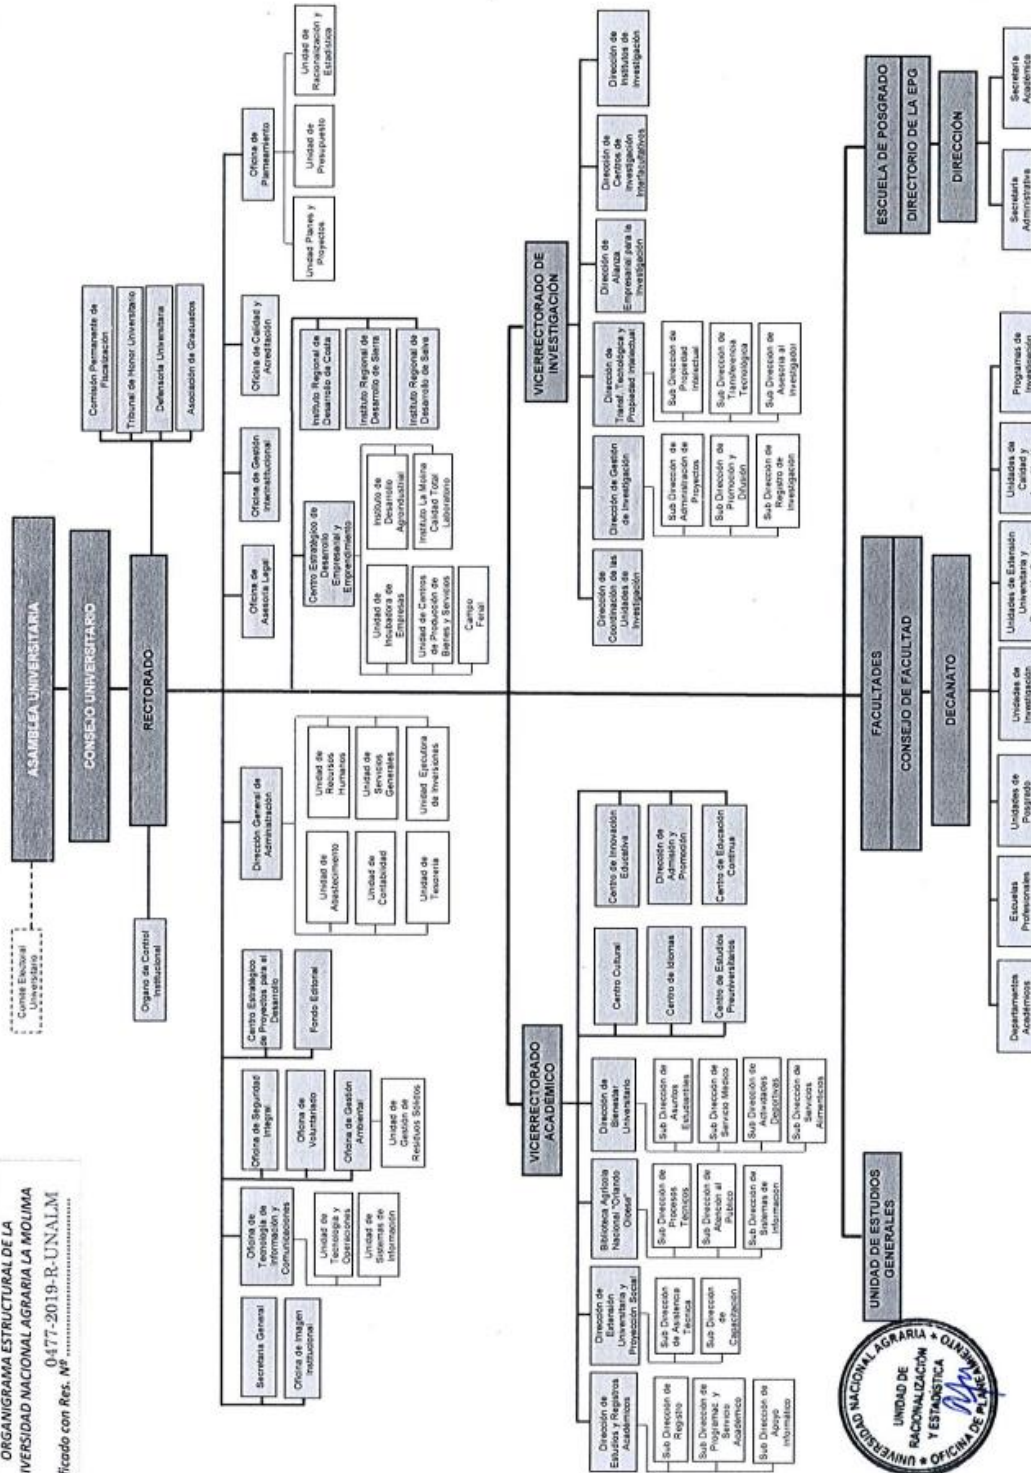 ORGANIGRAMA ESTRUCTURAL DE LA
VERSIDAD NACIONAL AGRARIA LA MOLIMA
ficado con Res. Nº 0477-2019-R-UNALM
ASAMBLEA UNIVERSITARIA
Comité Electoral
Universitario
CONSEJO UNIVERSITARIO
RECTORADO
Organo de Control
Institucional
Comisión Permanente de
Fiscalización
Tribunal de Honor Universitario
Defensoría Universitaria
Asociación de Graduados
Secretaría General
Oficina de Imagen
Institucional
Oficina de
Tecnología de
Información y
Comunicaciones
Unidad de
Tecnología y
Operaciones
Unidad de
Sistemas de
Información
Oficina de Seguridad
Integral
Oficina de
Voluntariado
Oficina de Gestión
Ambiental
Unidad de
Gestión de
Residuos Sólidos
Centro Estratégico
de Proyectos para el
Desarrollo
Fondo Editorial
Dirección General de
Administración
Unidad de
Abastecimiento
Unidad de
Contabilidad
Unidad de
Tesorería
Unidad de
Recursos
Humanos
Unidad de
Servicios
Generales
Unidad Ejecutora
de Inversiones
Oficina de
Asesoría Legal
Oficina de Gestión
Interinstitucional
Oficina de Calidad y
Acreditación
Oficina de
Planeamiento
Unidad Planes y
Proyectos
Unidad de
Presupuesto
Unidad de
Racionalización y
Estadística
Centro Estratégico de
Desarrollo
Empresarial y
Emprendimiento
Unidad de
Incubadora de
Empresas
Unidad de Centros
de Producción de
Bienes y Servicios
Campo
Ferial
Instituto de
Desarrollo
Agroindustrial
Instituto La Molina
Calidad Total
Laboratorio
Instituto Regional de
Desarrollo de Costa
Instituto Regional de
Desarrollo de Sierra
Instituto Regional de
Desarrollo de Selva
VICERRECTORADO
ACADÉMICO
Dirección de
Estudios y Registros
Académicos
Sub Dirección de
Registro
Sub Dirección de
Programac. y
Servicio
Académico
Sub Dirección de
Apoyo
Informático
Dirección de
Extensión
Universitaria y
Proyección Social
Sub Dirección
de Asistencia
Técnica
Sub Dirección
de
Capacitación
Biblioteca Agrícola
Nacional "Orlando
Olcese"
Sub Dirección de
Procesos
Técnicos
Sub Dirección de
Atención al
Público
Sub Dirección de
Sistemas de
Información
Dirección de
Bienestar
Universitario
Sub Dirección de
Asuntos
Estudiantiles
Sub Dirección de
Servicio Médico
Sub Dirección de
Actividades
Deportivas
Sub Dirección de
Servicios
Alimenticios
Centro Cultural
Centro de Idiomas
Centro de Estudios
Preuniversitarios
Centro de Innovación
Educativa
Dirección de
Admisión y
Promoción
Centro de Educación
Continua
VICERRECTORADO DE
INVESTIGACIÓN
Dirección de
Coordinación de las
Unidades de
Investigación
Dirección de Gestión
de Investigación
Sub Dirección de
Administración de
Proyectos
Sub Dirección de
Promoción y
Difusión
Sub Dirección de
Registro de
Investigación
Dirección de
Transf. Tecnológica y
Propiedad Intelectual
Sub Dirección de
Propiedad
Intelectual
Sub Dirección de
Transferencia
Tecnológica
Sub Dirección de
Asesoría al
Investigador
Dirección de
Alianza
Empresarial para la
Investigación
Dirección de
Centros de
Investigación
Interfacultativos
Dirección de
Institutos de
Investigación
UNIDAD DE ESTUDIOS
GENERALES
FACULTADES
CONSEJO DE FACULTAD
DECANATO
Departamentos
Académicos
Escuelas
Profesionales
Unidades de
Posgrado
Unidades de
Investigación
Unidades de Extensión
Universitaria y
Unidades de
Calidad y
Programas de
Investigación
ESCUELA DE POSGRADO
DIRECTORIO DE LA EPG
DIRECCIÓN
Secretaria
Administrativa
Secretaria
Académica
UNIVERSIDAD NACIONAL AGRARIA
UNIDAD DE
RACIONALIZACIÓN
Y ESTADÍSTICA
OFICINA DE PLANEAMIENTO